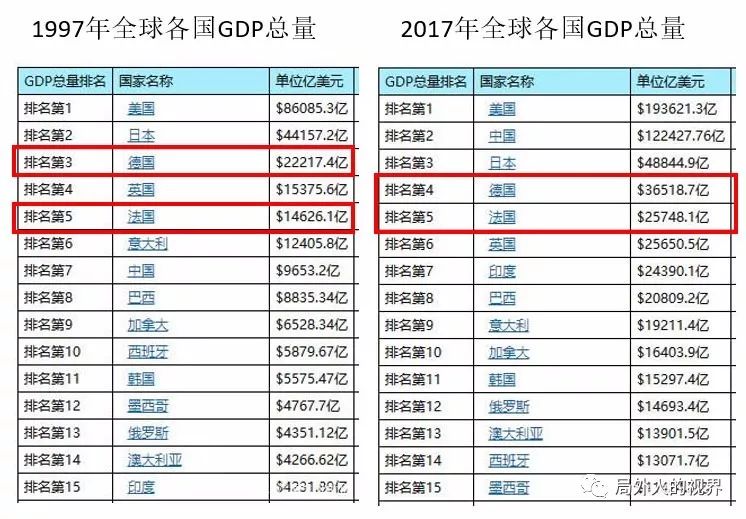 1997年全球各国GDP总量
GDP总量排名 国家名称 单位亿美元
排名第1 美国 $86085.3亿
排名第2 日本 $44157.2亿
排名第3 德国 $22217.4亿
排名第4 英国 $15375.6亿
排名第5 法国 $14626.1亿
排名第6 意大利 $12405.8亿
排名第7 中国 $9653.2亿
排名第8 巴西 $8835.34亿
排名第9 加拿大 $6528.34亿
排名第10 西班牙 $5879.67亿
排名第11 韩国 $5575.47亿
排名第12 墨西哥 $4767.7亿
排名第13 俄罗斯 $4351.12亿
排名第14 澳大利亚 $4266.62亿
排名第15 印度 $4231.89亿
2017年全球各国GDP总量
GDP总量排名 国家名称 单位亿美元
排名第1 美国 $193621.3亿
排名第2 中国 $122427.76亿
排名第3 日本 $48844.9亿
排名第4 德国 $36518.7亿
排名第5 法国 $25748.1亿
排名第6 英国 $25650.5亿
排名第7 印度 $24390.1亿
排名第8 巴西 $20809.2亿
排名第9 意大利 $19211.4亿
排名第10 加拿大 $16403.9亿
排名第11 韩国 $15297.4亿
排名第12 俄罗斯 $14693.4亿
排名第13 澳大利亚 $13901.5亿
排名第14 西班牙 $13071.7亿
排名第15 墨西哥
局外人的视界